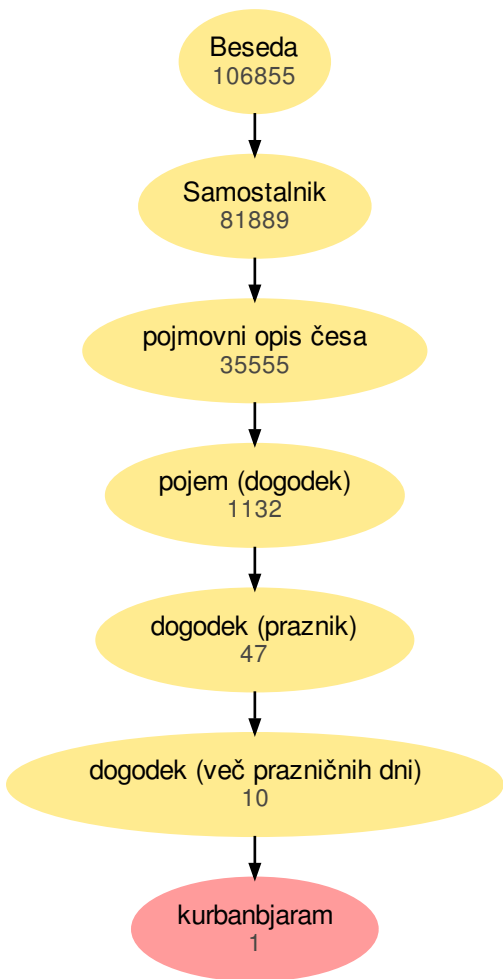 Beseda
106855
Samostalnik
81889
pojmovni opis česa
35555
pojem (dogodek)
1132
dogodek (praznik)
47
dogodek (več prazničnih dni)
10
kurbanbjaram
1